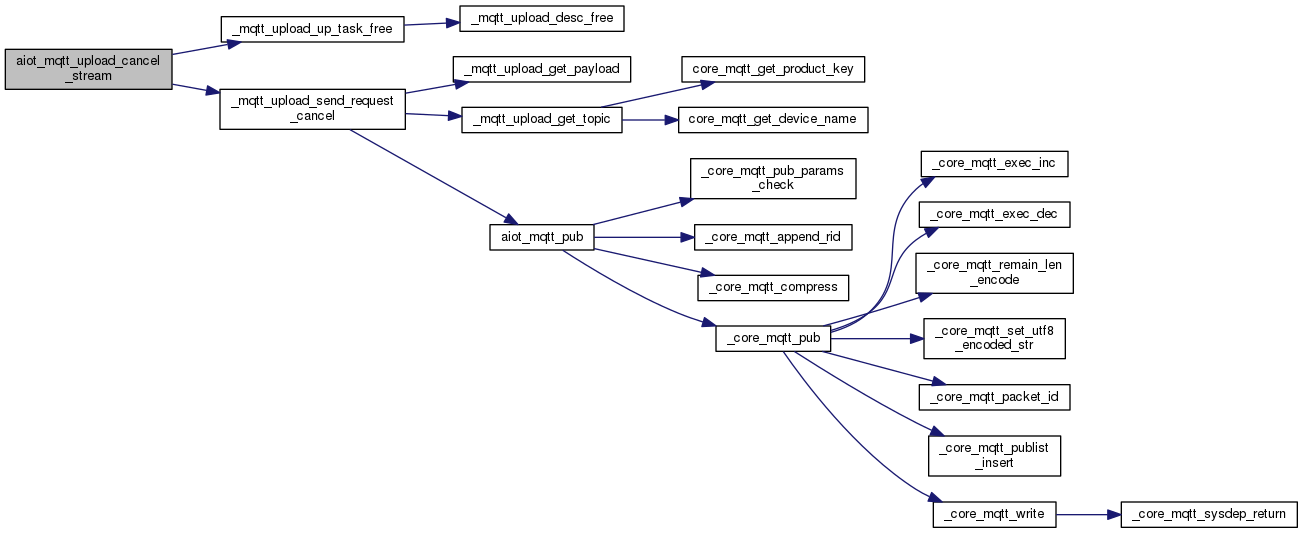 aiot_mqtt_upload_cancel
_stream
_mqtt_upload_up_task_free
_mqtt_upload_desc_free
_mqtt_upload_send_request
_cancel
_mqtt_upload_get_payload
_mqtt_upload_get_topic
core_mqtt_get_product_key
core_mqtt_get_device_name
aiot_mqtt_pub
_core_mqtt_pub_params
_check
_core_mqtt_append_rid
_core_mqtt_compress
_core_mqtt_pub
_core_mqtt_exec_inc
_core_mqtt_exec_dec
_core_mqtt_remain_len
_encode
_core_mqtt_set_utf8
_encoded_str
_core_mqtt_packet_id
_core_mqtt_publist
_insert
_core_mqtt_write
_core_mqtt_sysdep_return